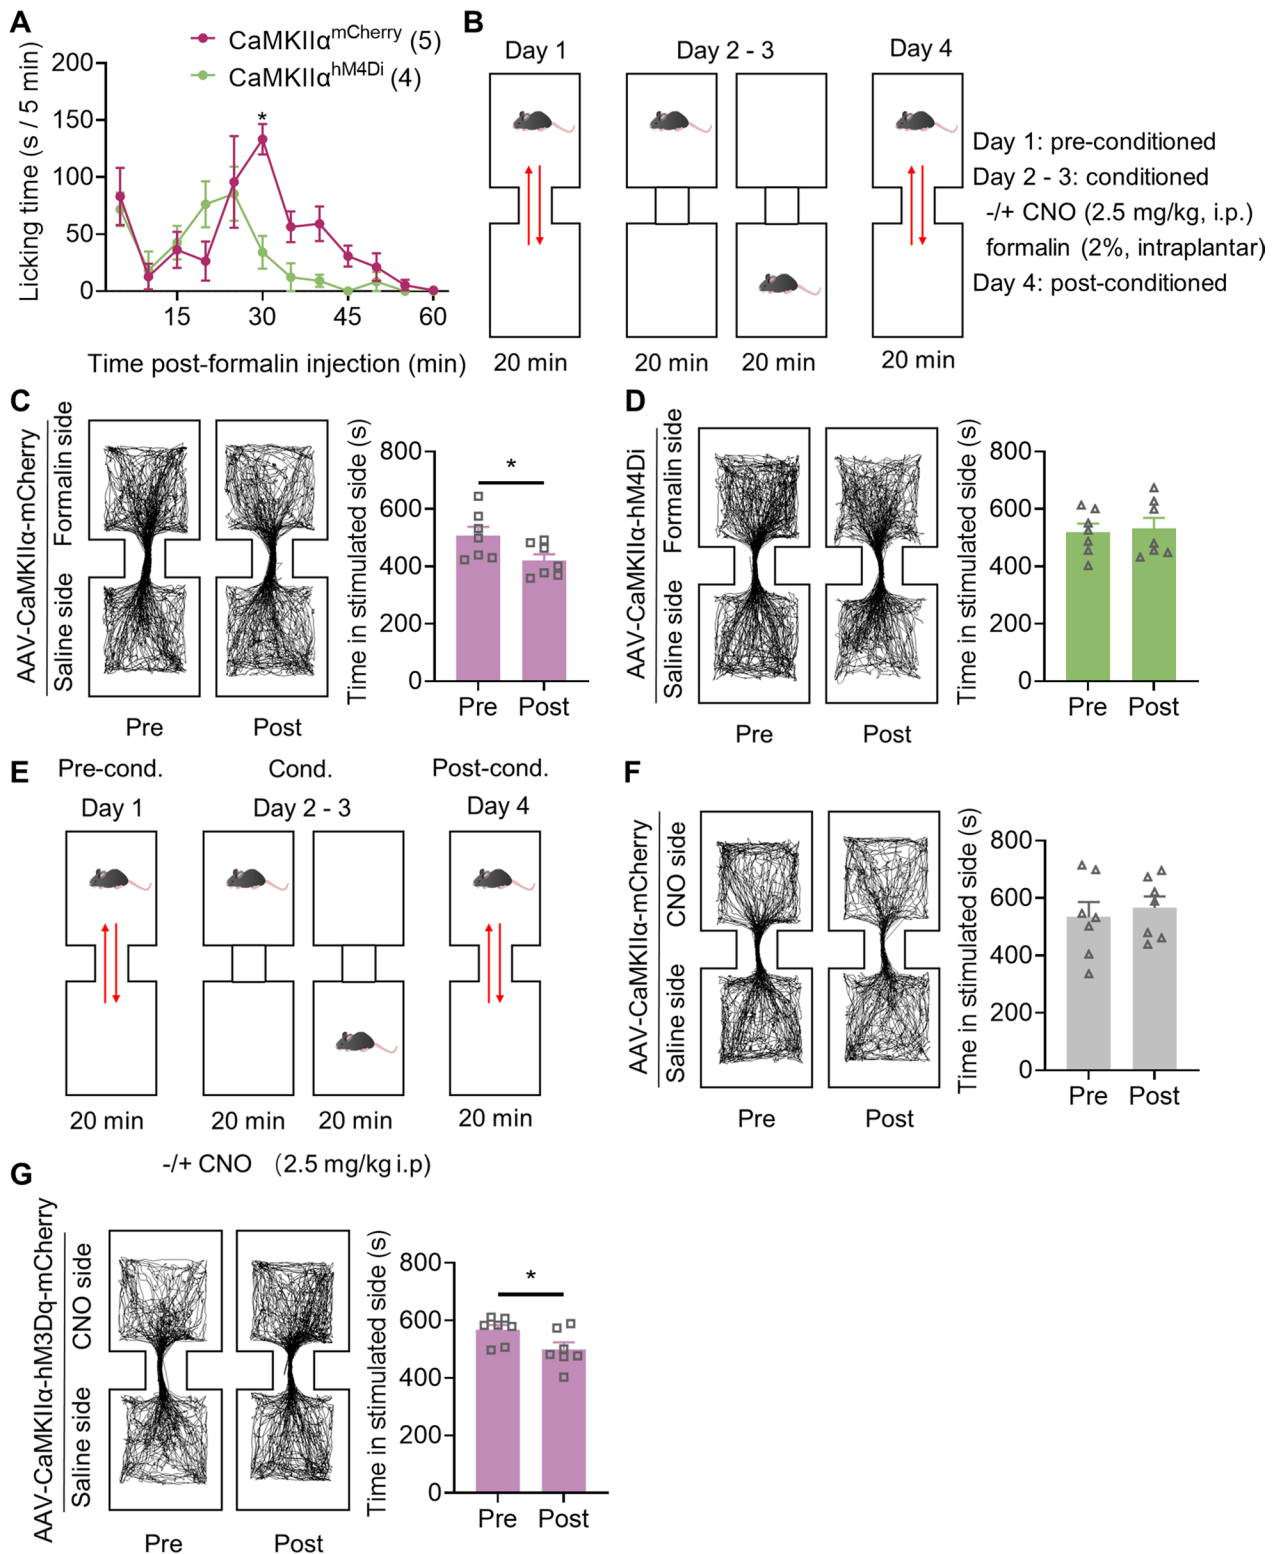 A
CaMKIIα^mCherry (5)
CaMKIIα^hM4Di (4)
Licking time (s / 5 min)
200
150
100
50
0
*
15
30
45
60
Time post-formalin injection (min)
B
Day 1
Day 2 - 3
Day 4
20 min
20 min
20 min
20 min
Day 1: pre-conditioned
Day 2 - 3: conditioned
-/+ CNO (2.5 mg/kg, i.p.)
formalin (2%, intraplantar)
Day 4: post-conditioned
C
AAV-CaMKIIα-mCherry
Formalin side
Saline side
Pre
Post
Time in stimulated side (s)
800
600
400
200
0
*
Pre
Post
D
AAV-CaMKIIα-hM4Di
Formalin side
Saline side
Pre
Post
Time in stimulated side (s)
800
600
400
200
0
Pre
Post
E
Pre-cond.
Cond.
Post-cond.
Day 1
Day 2 - 3
Day 4
20 min
20 min
20 min
20 min
-/+ CNO (2.5 mg/kg i.p)
F
AAV-CaMKIIα-mCherry
CNO side
Saline side
Pre
Post
Time in stimulated side (s)
800
600
400
200
0
Pre
Post
G
AAV-CaMKIIα-hM3Dq-mCherry
CNO side
Saline side
Pre
Post
Time in stimulated side (s)
800
600
400
200
0
*
Pre
Post